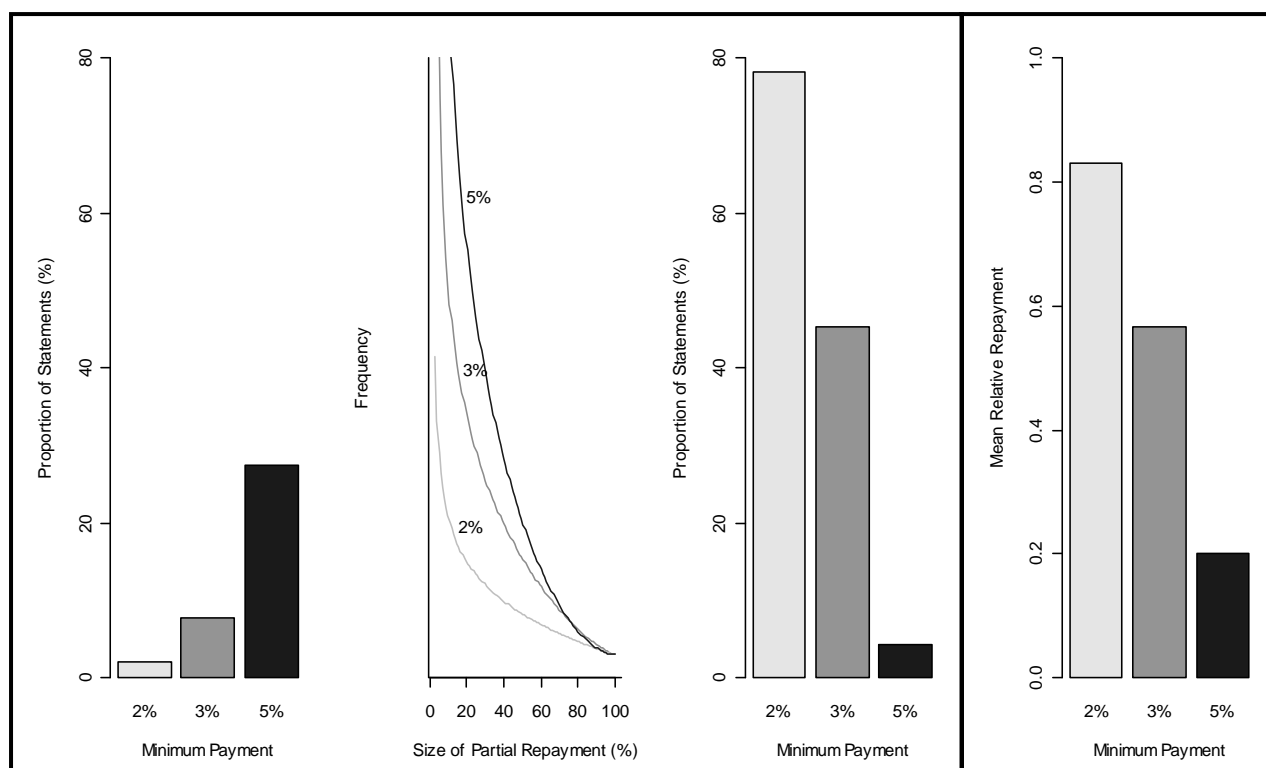 Proportion of Statements (%)
0
20
40
60
80
2% 3% 5%
Minimum Payment
Frequency
5%
3%
2%
0 20 40 60 80 100
Size of Partial Repayment (%)
Proportion of Statements (%)
0
20
40
60
80
2% 3% 5%
Minimum Payment
Mean Relative Repayment
0.0
0.2
0.4
0.6
0.8
1.0
2% 3% 5%
Minimum Payment